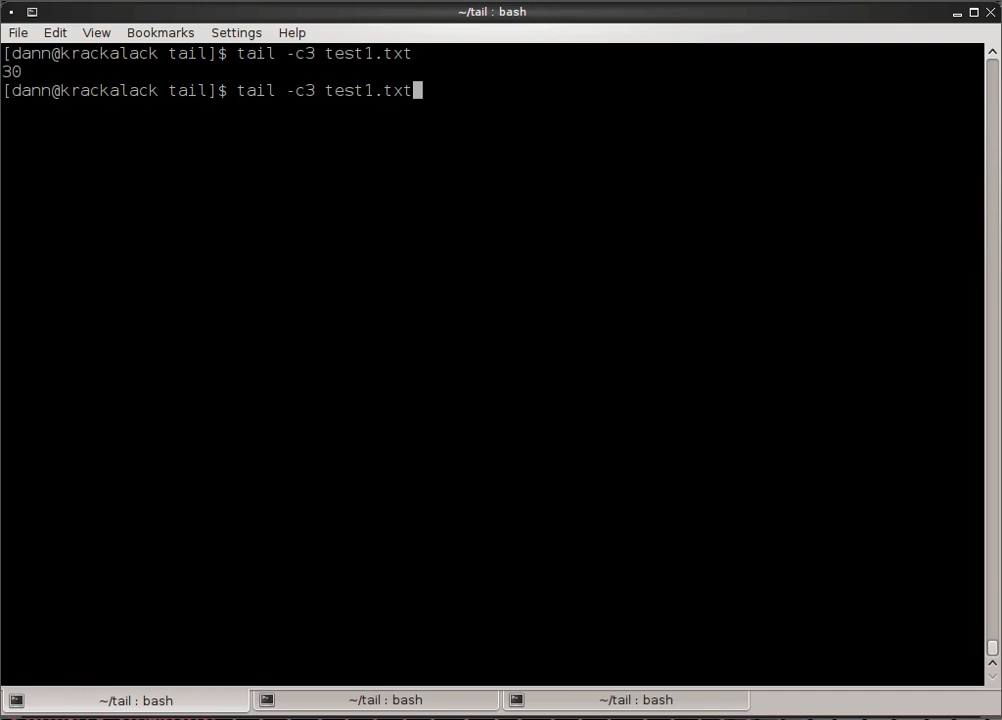 ~/tail : bash
File Edit View Bookmarks Settings Help
[dann@krackalack tail]$ tail -c3 test1.txt
30
[dann@krackalack tail]$ tail -c3 test1.txt
~/tail : bash ~/tail : bash ~/tail : bash